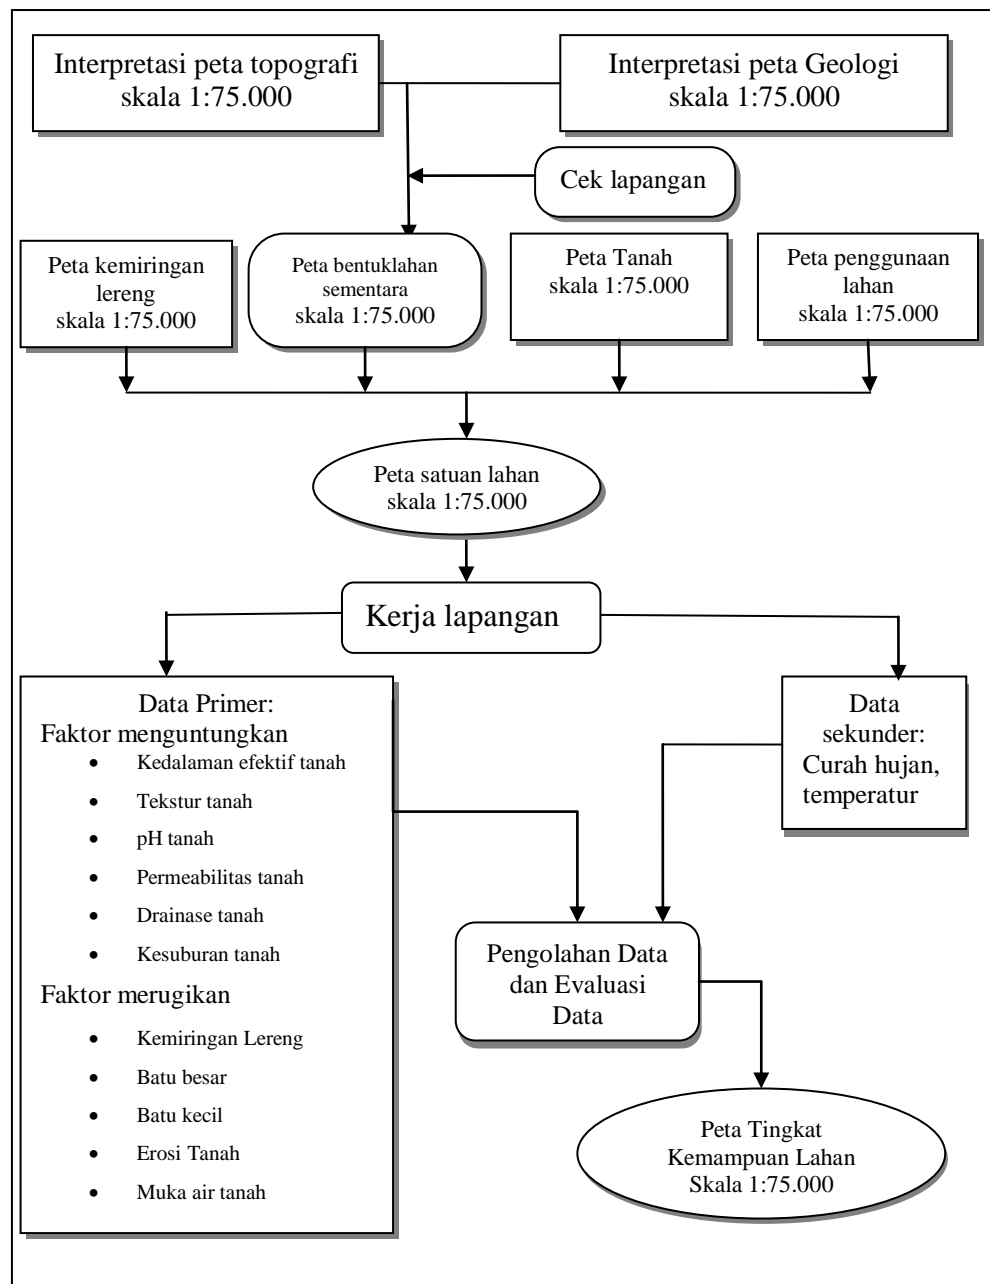 Interpretasi peta topografi
skala 1:75.000
Interpretasi peta Geologi
skala 1:75.000
Cek lapangan
Peta kemiringan
lereng
skala 1:75.000
Peta bentuklahan
sementara
skala 1:75.000
Peta Tanah
skala 1:75.000
Peta penggunaan
lahan
skala 1:75.000
Peta satuan lahan
skala 1:75.000
Kerja lapangan
Data Primer:
Faktor menguntungkan
• Kedalaman efektif tanah
• Tekstur tanah
• pH tanah
• Permeabilitas tanah
• Drainase tanah
• Kesuburan tanah
Faktor merugikan
• Kemiringan Lereng
• Batu besar
• Batu kecil
• Erosi Tanah
• Muka air tanah
Data
sekunder:
Curah hujan,
temperatur
Pengolahan Data
dan Evaluasi
Data
Peta Tingkat
Kemampuan Lahan
Skala 1:75.000